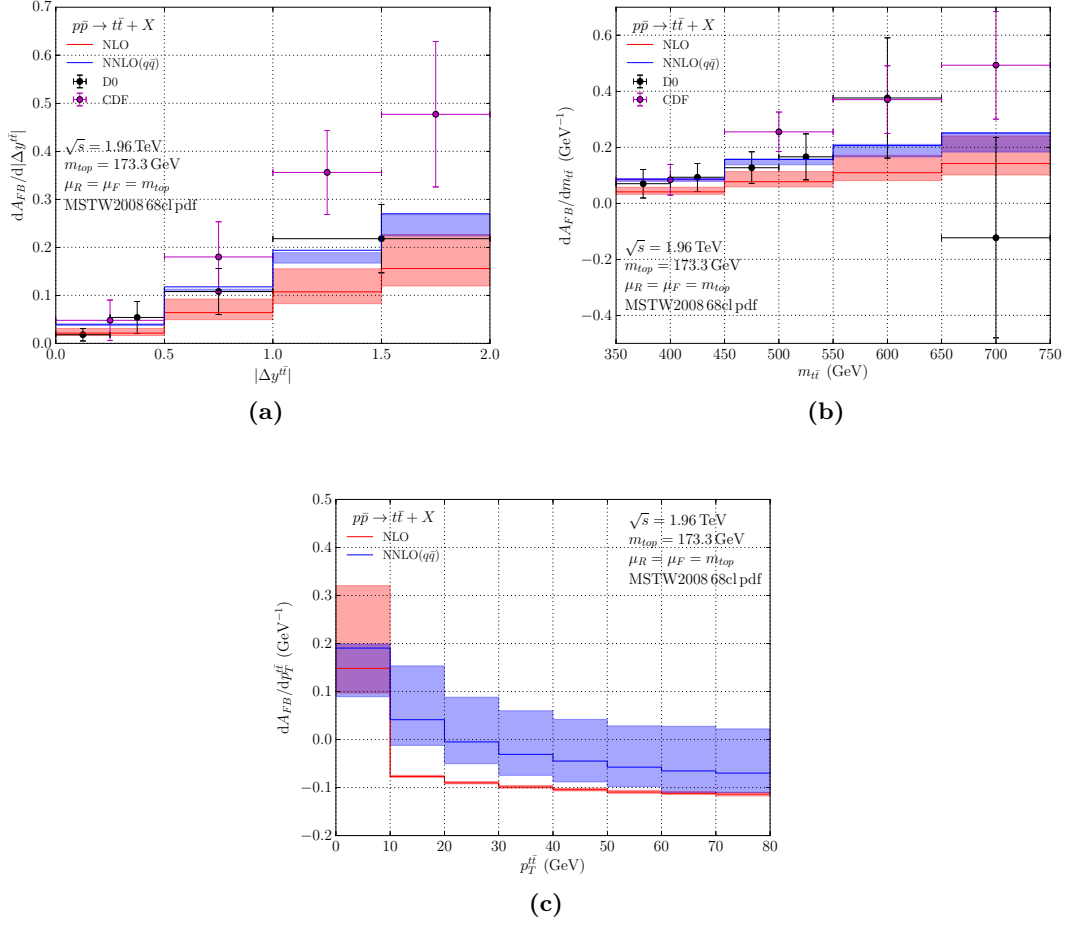 pp̄ → tt̄ + X
NLO
NNLO(qq̄)
D0
CDF
√s = 1.96 TeV
m_top = 173.3 GeV
μ_R = μ_F = m_top
MSTW2008 68cl pdf
dA_FB/d|Δy^tt̄|
0.7
0.6
0.5
0.4
0.3
0.2
0.1
0.0
0.0 0.5 1.0 1.5 2.0
|Δy^tt̄|
(a)
pp̄ → tt̄ + X
NLO
NNLO(qq̄)
D0
CDF
√s = 1.96 TeV
m_top = 173.3 GeV
μ_R = μ_F = m_top
MSTW2008 68cl pdf
dA_FB/dm_tt̄ (GeV⁻¹)
0.6
0.4
0.2
0.0
−0.2
−0.4
350 400 450 500 550 600 650 700 750
m_tt̄ (GeV)
(b)
pp̄ → tt̄ + X
NLO
NNLO(qq̄)
√s = 1.96 TeV
m_top = 173.3 GeV
μ_R = μ_F = m_top
MSTW2008 68cl pdf
dA_FB/dp_T^tt̄ (GeV⁻¹)
0.5
0.4
0.3
0.2
0.1
0.0
−0.1
−0.2
0 10 20 30 40 50 60 70 80
p_T^tt̄ (GeV)
(c)